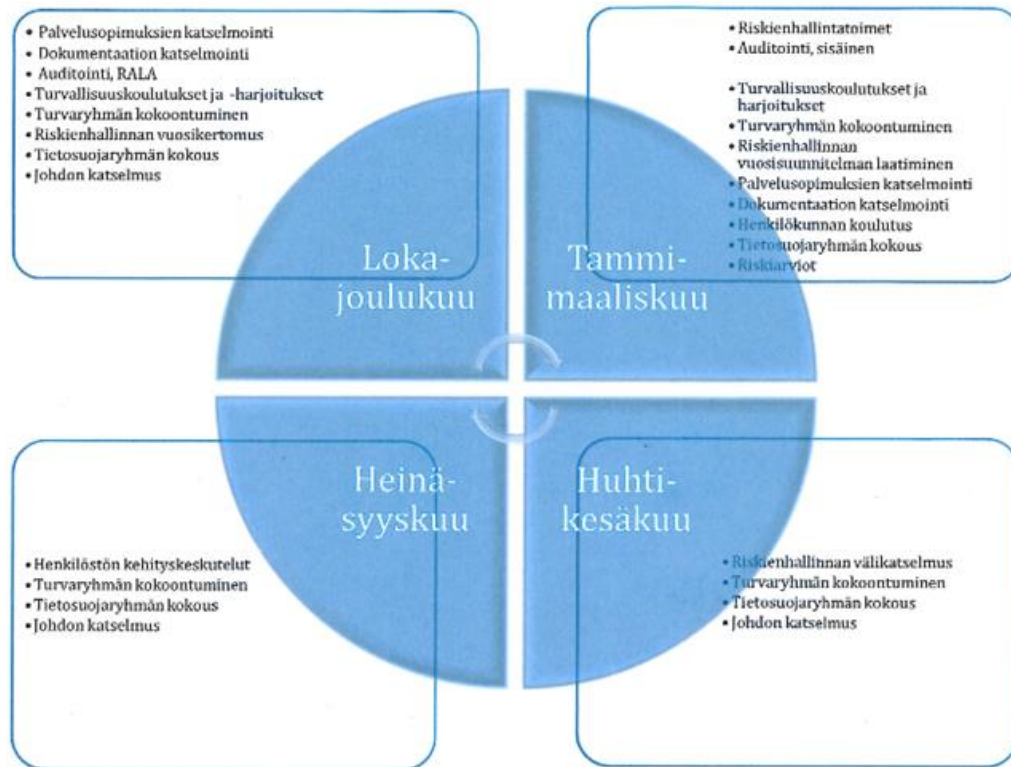 • Palvelusopimuksien katselmointi
• Dokumentaation katselmointi
• Auditointi, RALA
• Turvallisuuskoulutukset ja -harjoitukset
• Turvaryhmän kokoontuminen
• Riskienhallinnan vuosikertomus
• Tietosuojaryhmän kokous
• Johdon katselmus
• Riskienhallintatoimet
• Auditointi, sisäinen
• Turvallisuuskoulutukset ja
harjoitukset
• Turvaryhmän kokoontuminen
• Riskienhallinnan
vuosisuunnitelman laatiminen
• Palvelusopimuksien katselmointi
• Dokumentaation katselmointi
• Henkilökunnan koulutus
• Tietosuojaryhmän kokous
• Riskiarviot
Loka-
joulukuu
Tammi-
maaliskuu
Heinä-
syyskuu
Huhti-
kesäkuu
• Henkilöstön kehityskeskutelut
• Turvaryhmän kokoontuminen
• Tietosuojaryhmän kokous
• Johdon katselmus
• Riskienhallinnan välikatselmus
• Turvaryhmän kokoontuminen
• Tietosuojaryhmän kokous
• Johdon katselmus